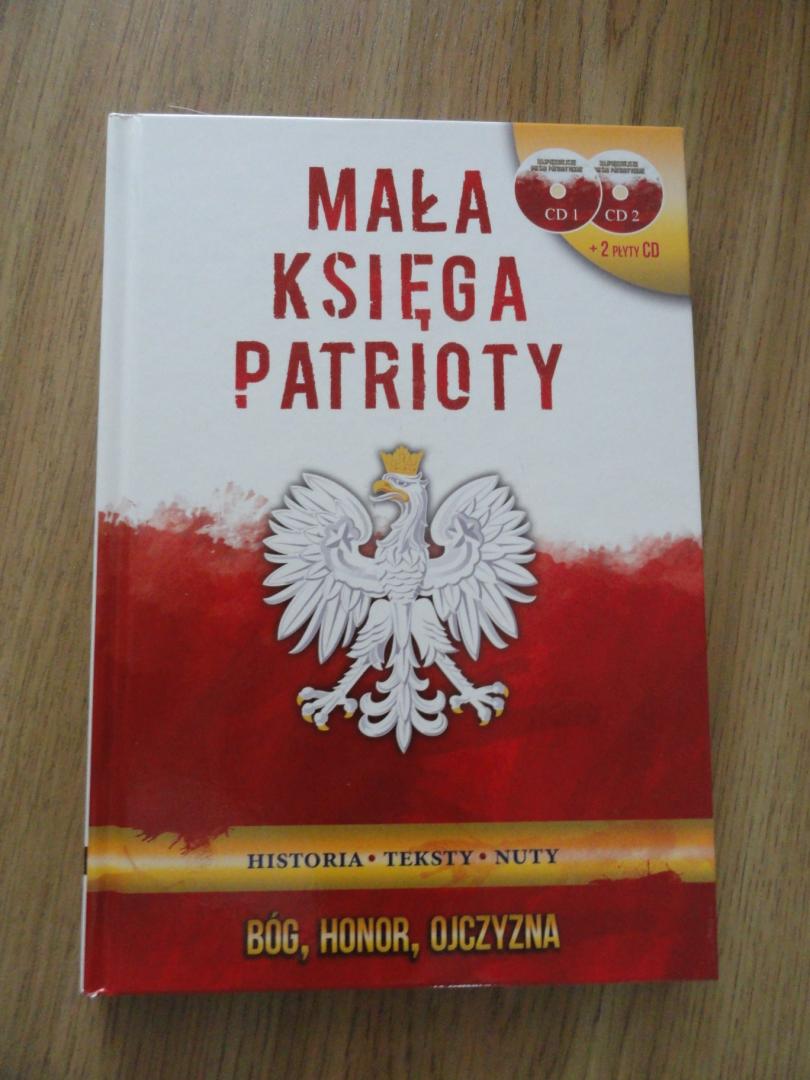 MAŁA
KSIĘGA
PATRIOTY
CD 1
CD 2
+ 2 PŁYTY CD
HISTORIA • TEKSTY • NUTY
BÓG, HONOR, OJCZYZNA